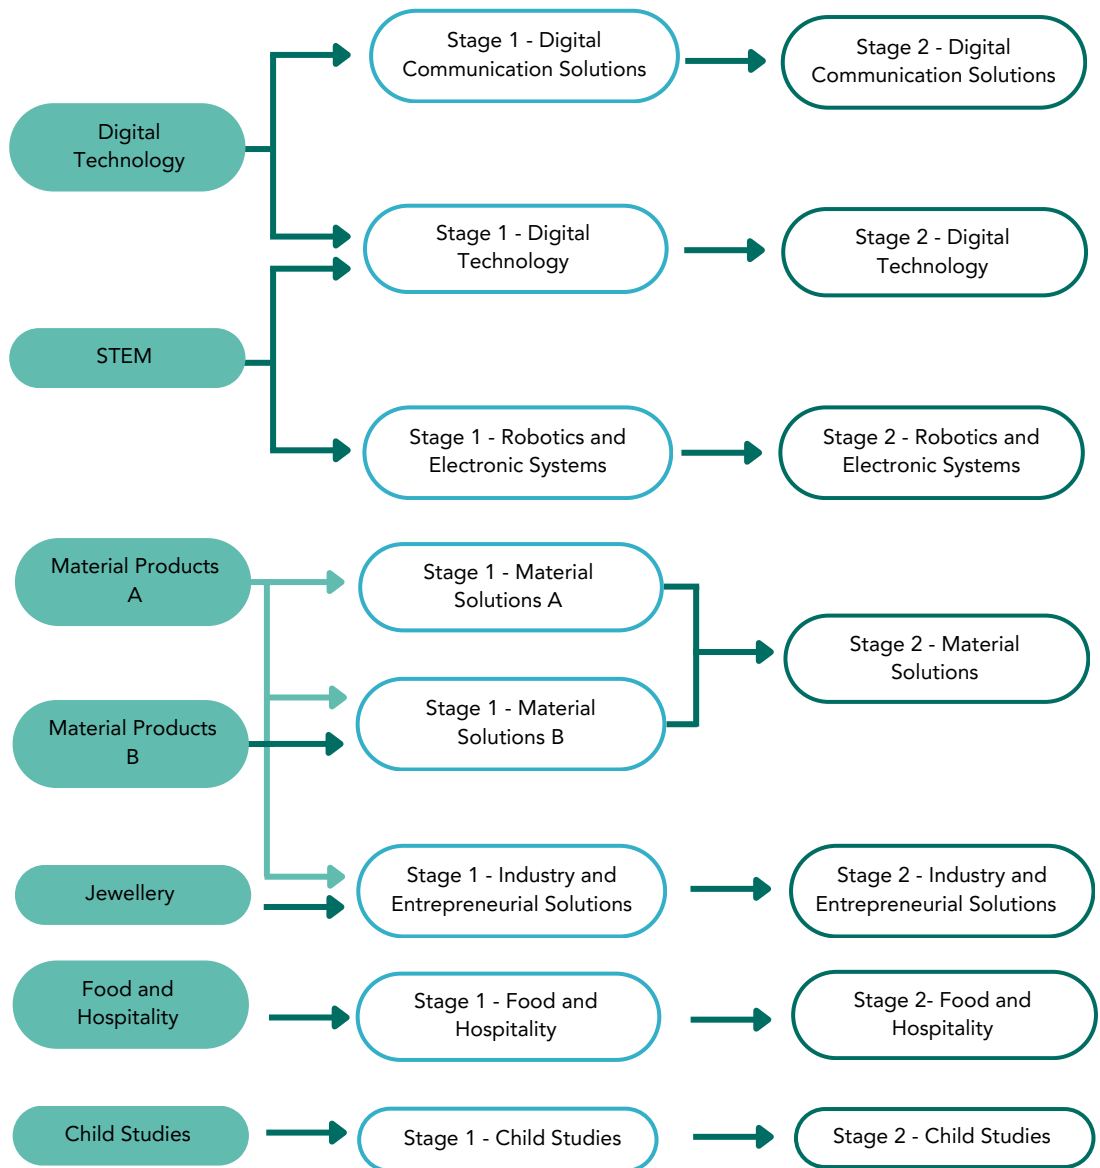 Stage 1 - Digital
Communication Solutions
Stage 2 - Digital
Communication Solutions
Digital
Technology
Stage 1 - Digital
Technology
Stage 2 - Digital
Technology
STEM
Stage 1 - Robotics and
Electronic Systems
Stage 2 - Robotics and
Electronic Systems
Material Products
A
Stage 1 - Material
Solutions A
Stage 2 - Material
Solutions
Material Products
B
Stage 1 - Material
Solutions B
Jewellery
Stage 1 - Industry and
Entrepreneurial Solutions
Stage 2 - Industry and
Entrepreneurial Solutions
Food and
Hospitality
Stage 1 - Food and
Hospitality
Stage 2- Food and
Hospitality
Child Studies
Stage 1 - Child Studies
Stage 2 - Child Studies